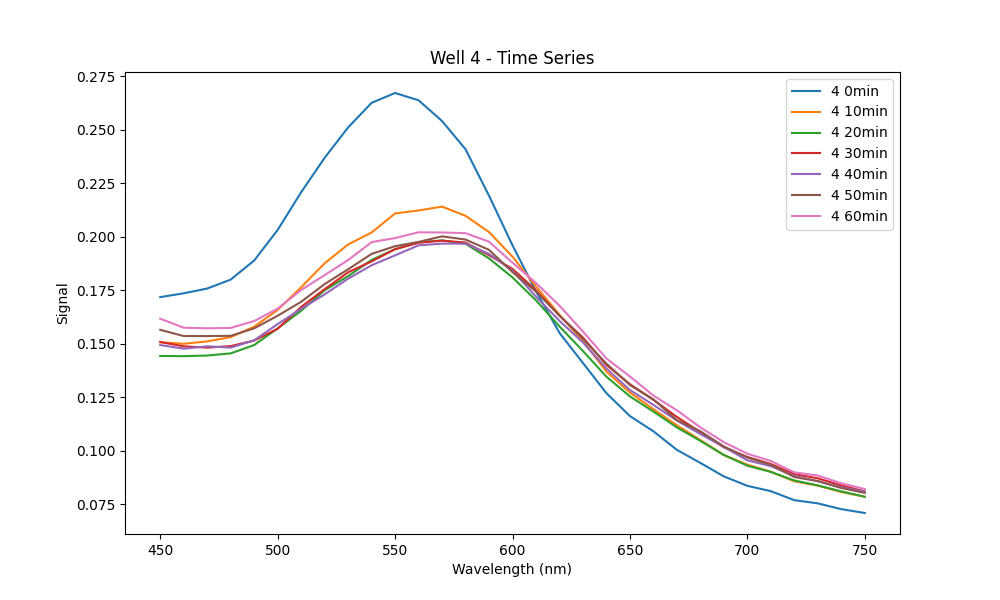 Well 4 - Time Series
0.275
0.250
0.225
0.200
0.175
0.150
0.125
0.100
0.075
Signal
4 0min
4 10min
4 20min
4 30min
4 40min
4 50min
4 60min
450 500 550 600 650 700 750
Wavelength (nm)